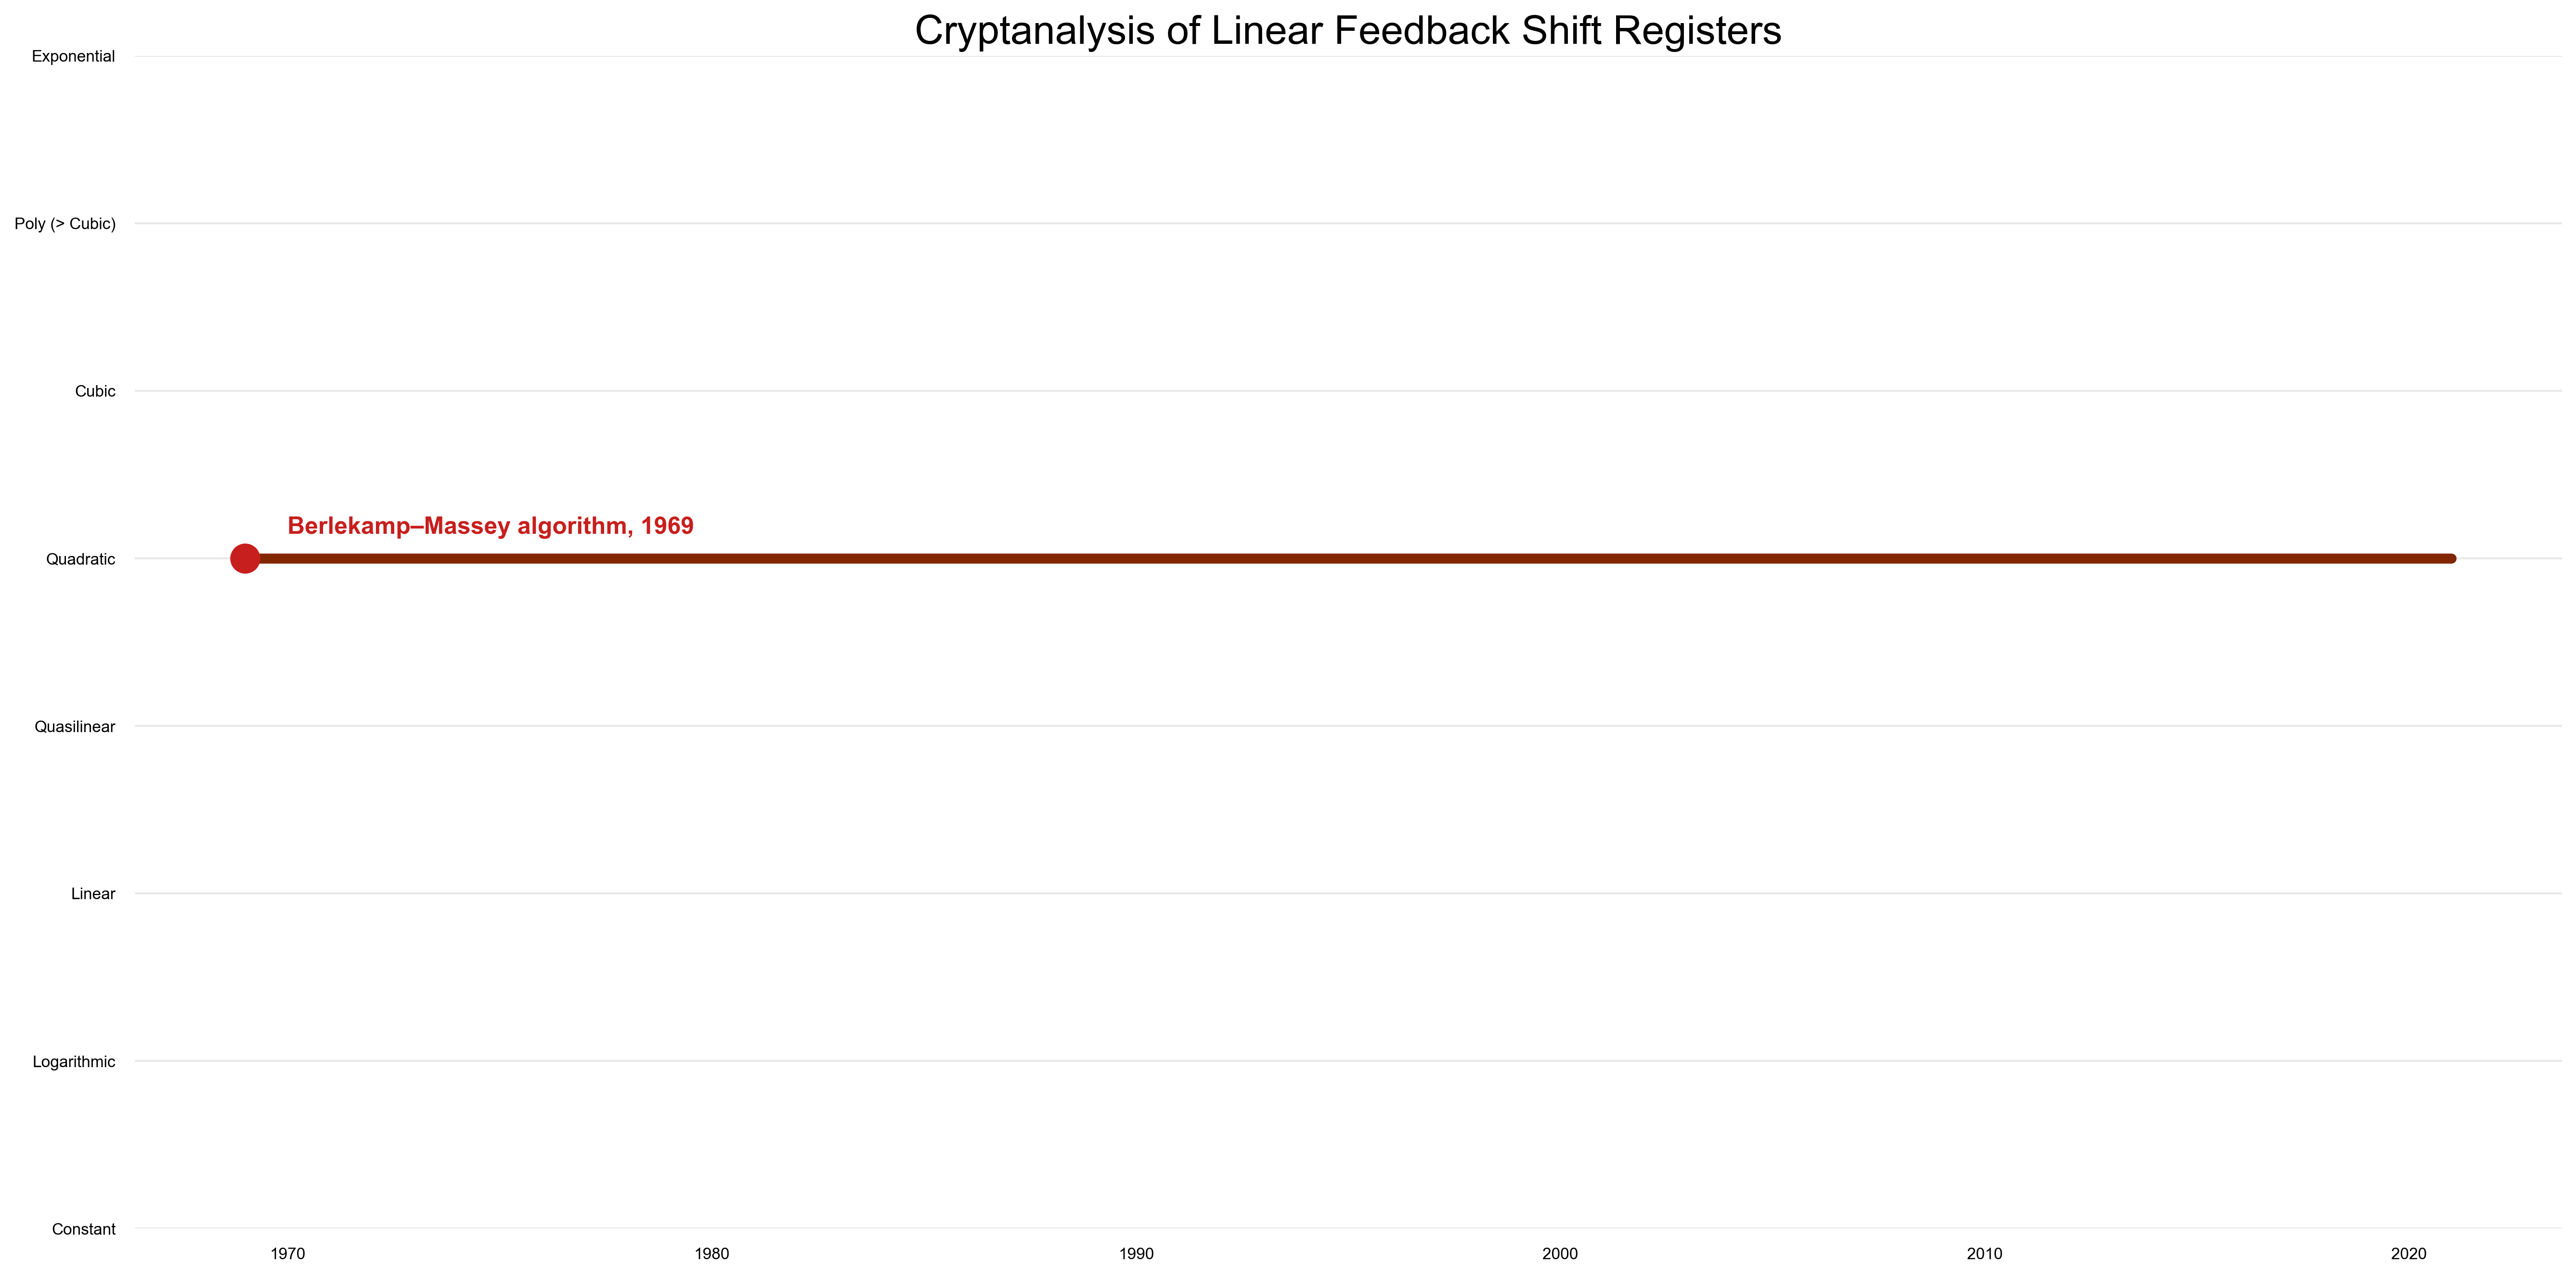 Cryptanalysis of Linear Feedback Shift Registers
Exponential
Poly (> Cubic)
Cubic
Berlekamp–Massey algorithm, 1969
Quadratic
Quasilinear
Linear
Logarithmic
Constant
1970 1980 1990 2000 2010 2020